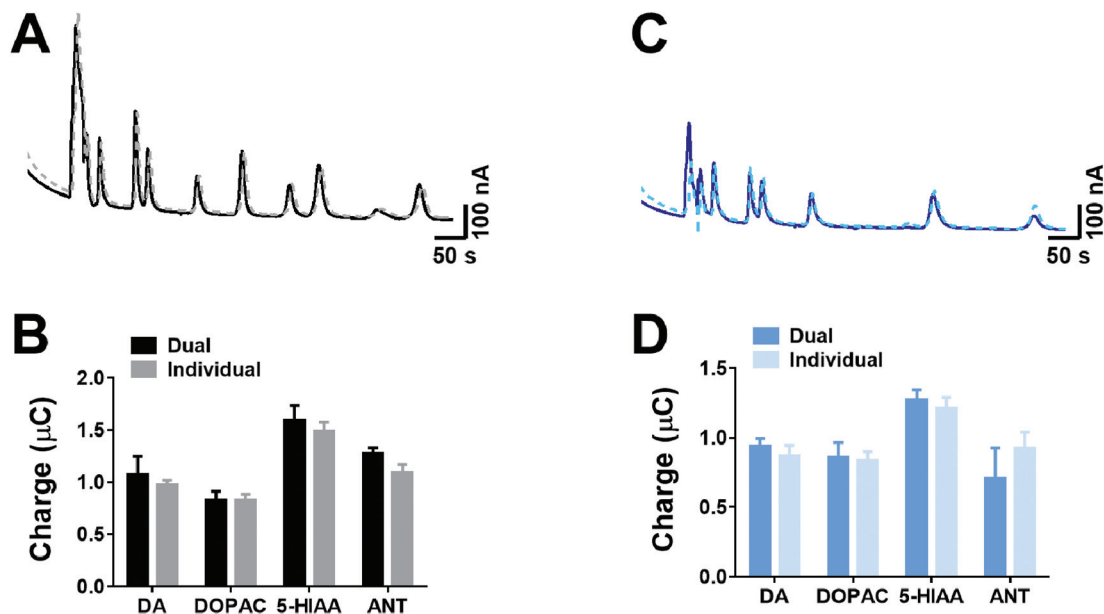 A
100 nA
50 s
C
100 nA
50 s
B
Dual
Individual
Charge (μC)
2.0
1.5
1.0
0.5
0.0
DA DOPAC 5-HIAA ANT
D
Dual
Individual
Charge (μC)
1.5
1.0
0.5
0.0
DA DOPAC 5-HIAA ANT